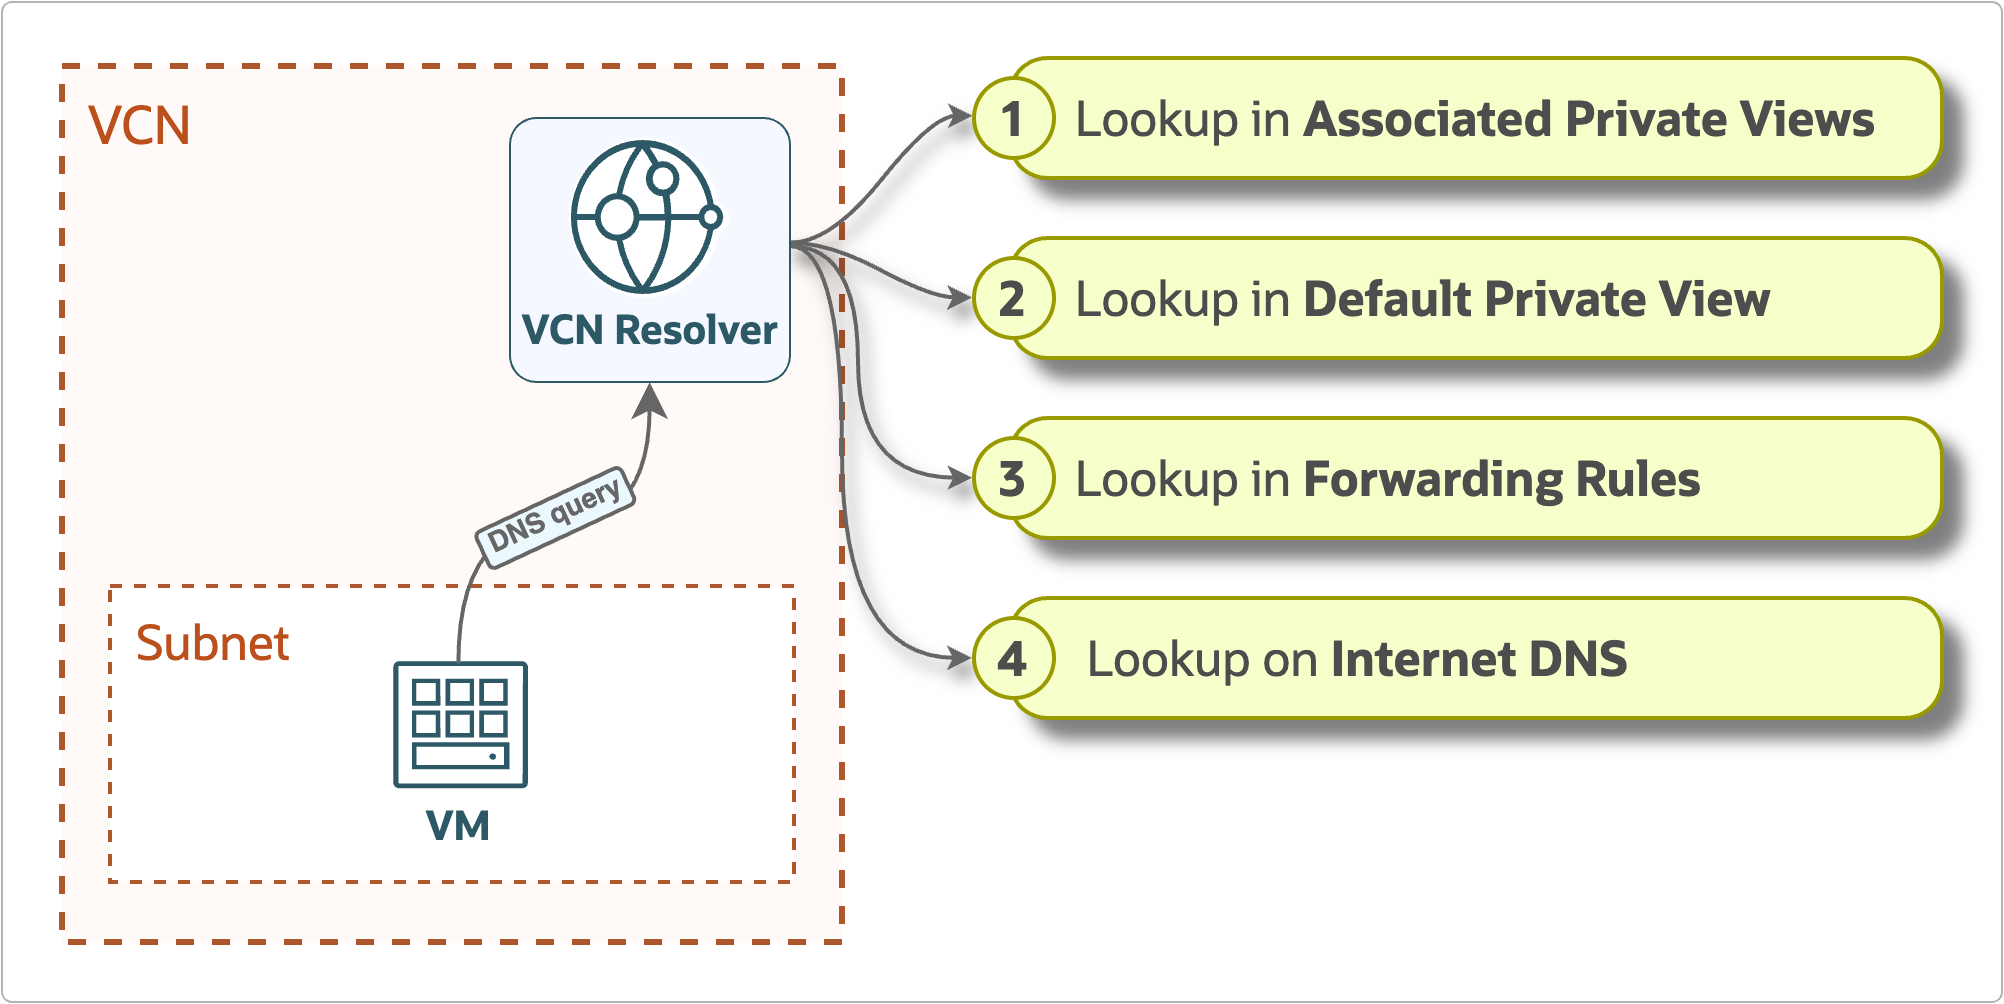 VCN
VCN Resolver
DNS query
Subnet
VM
1 Lookup in Associated Private Views
2 Lookup in Default Private View
3 Lookup in Forwarding Rules
4 Lookup on Internet DNS